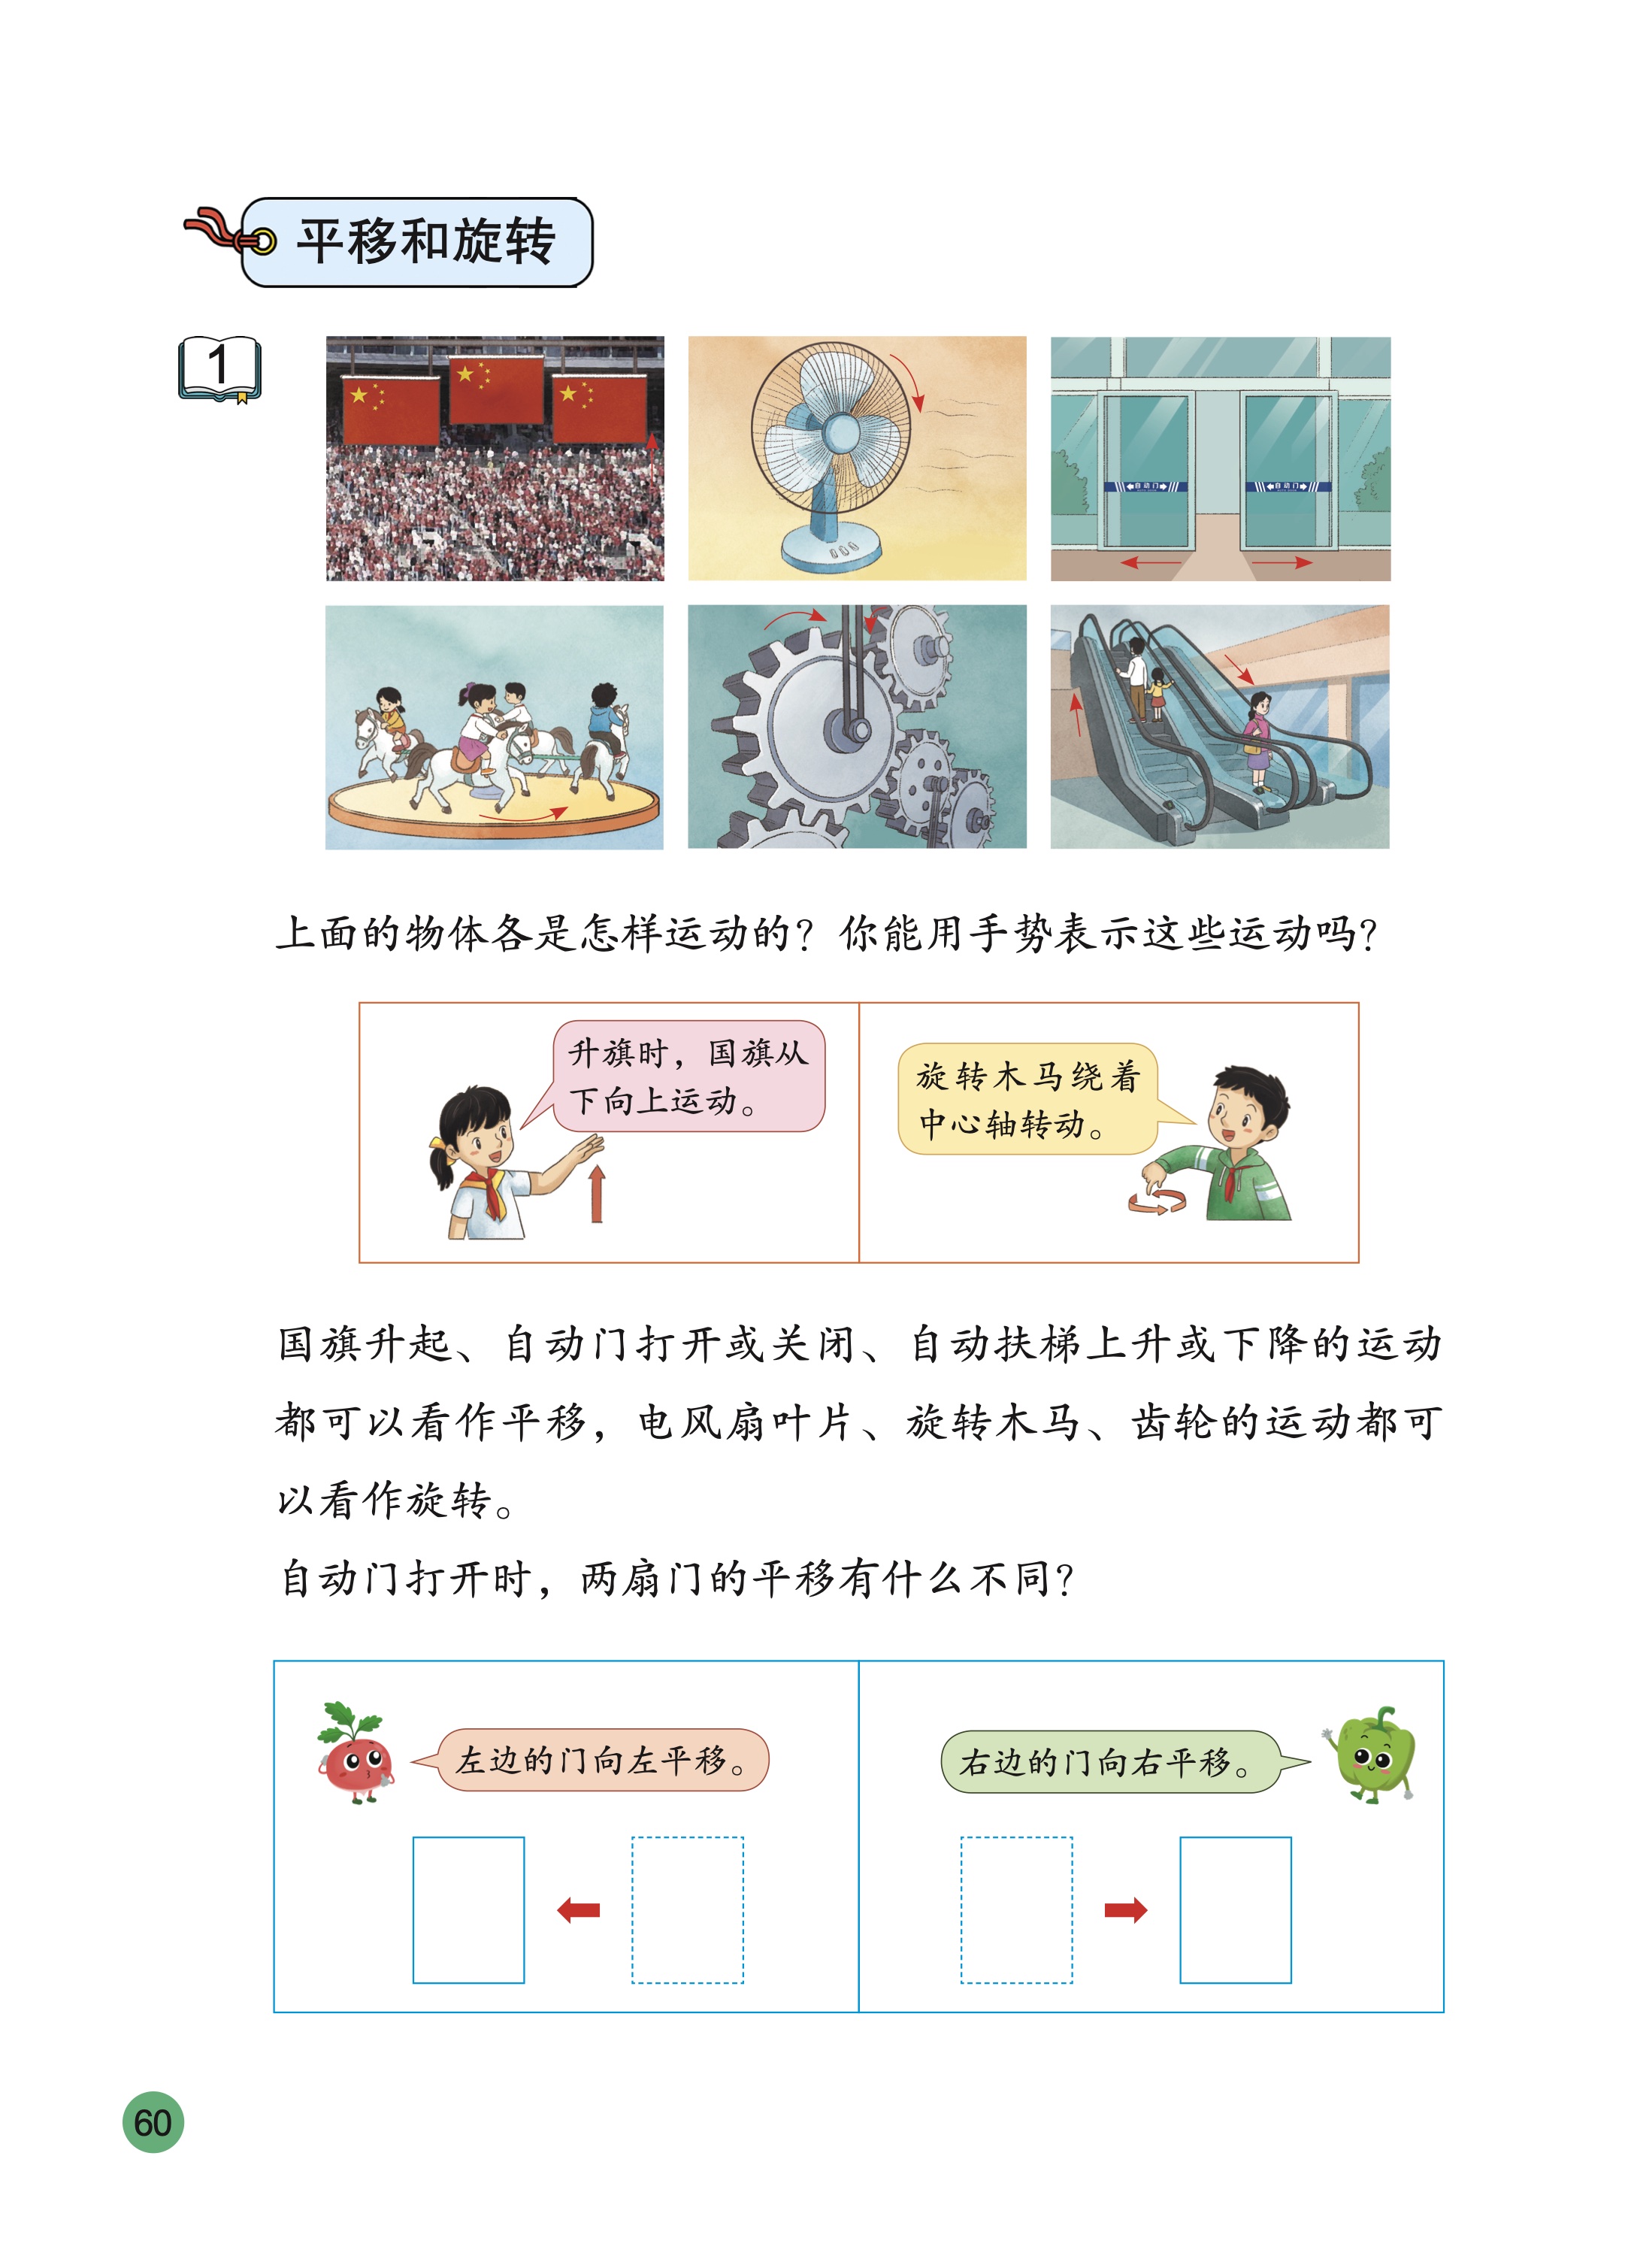 平移和旋转
1
自动门 自动门
上面的物体各是怎样运动的？你能用手势表示这些运动吗？
升旗时，国旗从
下向上运动。
旋转木马绕着
中心轴转动。
国旗升起、自动门打开或关闭、自动扶梯上升或下降的运动
都可以看作平移，电风扇叶片、旋转木马、齿轮的运动都可
以看作旋转。
自动门打开时，两扇门的平移有什么不同？
左边的门向左平移。
右边的门向右平移。
60